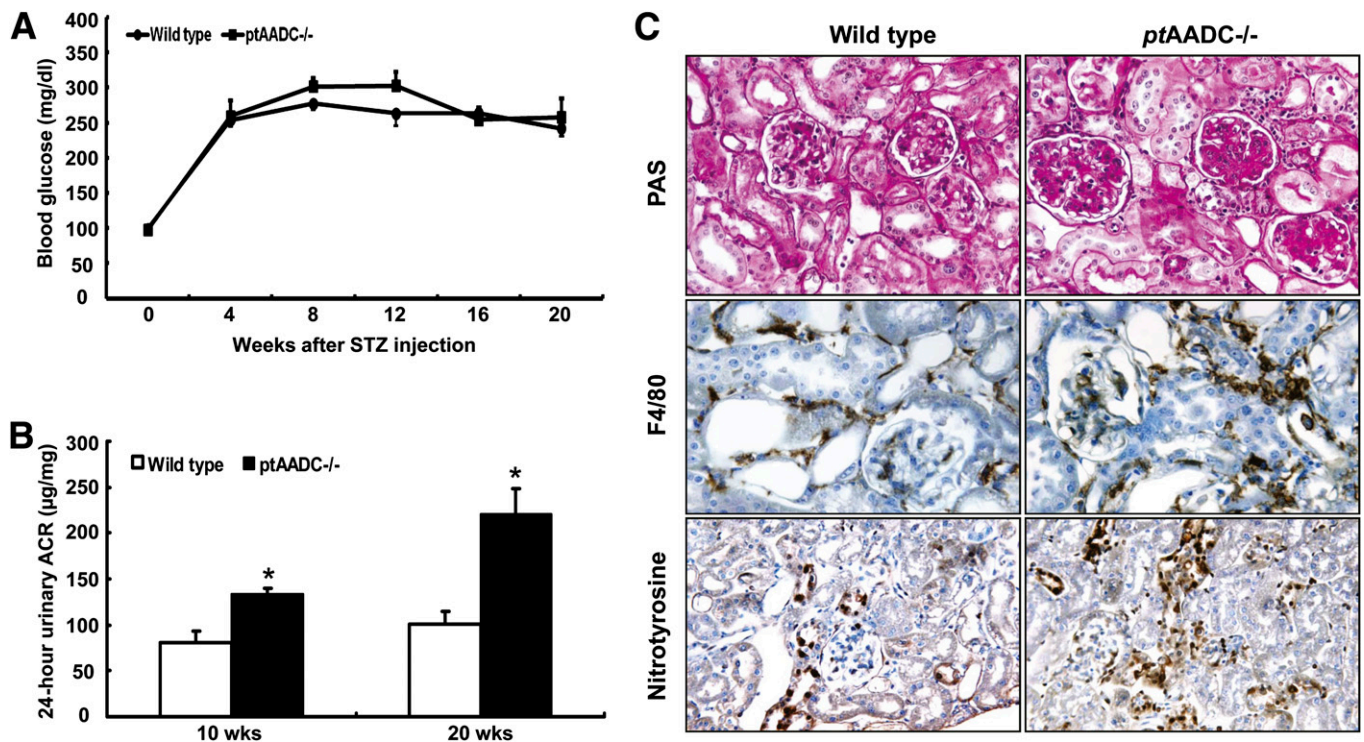 A
Blood glucose (mg/dl)
400
350
300
250
200
150
100
50
0
Wild type ptAADC-/-
0 4 8 12 16 20
Weeks after STZ injection
B
24-hour urinary ACR (µg/mg)
300
250
200
150
100
50
0
Wild type ptAADC-/-
*
*
10 wks 20 wks
C
Wild type ptAADC-/-
PAS
F4/80
Nitrotyrosine